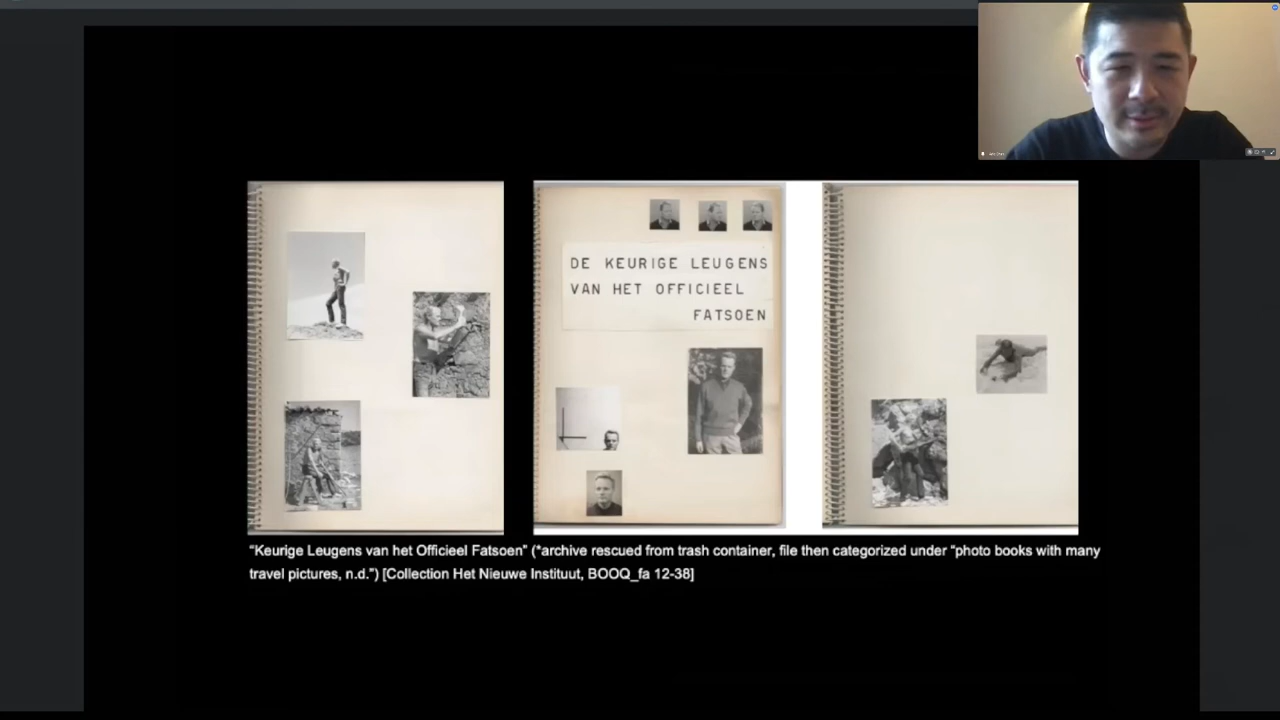 DE KEURIGE LEUGENS
VAN HET OFFICIEEL
FATSOEN
“Keurige Leugens van het Officieel Fatsoen” (*archive rescued from trash container, file then categorized under “photo books with many
travel pictures, n.d.”) [Collection Het Nieuwe Instituut, BOOQ_fa 12-38]